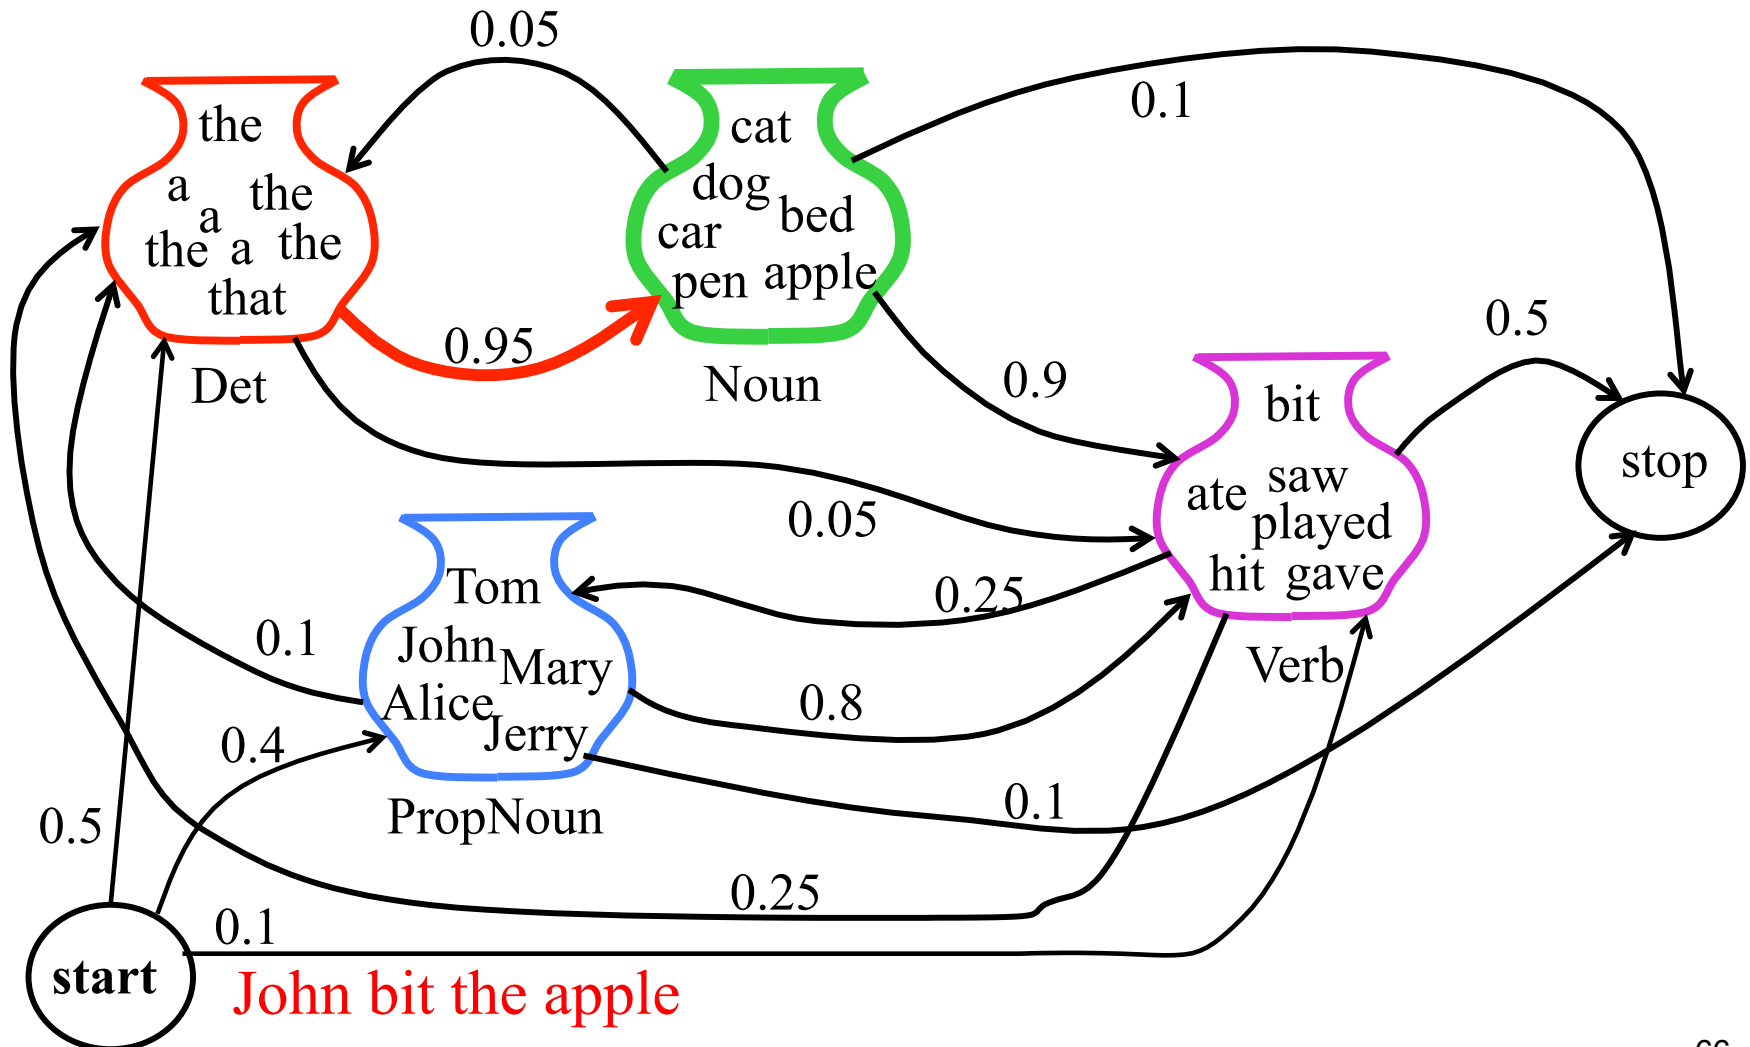 0.05
0.1
the
a the
a
the a the
that
Det
cat
dog
bed
car
pen apple
Noun
0.95
0.9
0.5
bit
saw
ate
played
hit gave
Verb
stop
0.05
0.25
Tom
John
Mary
Alice
Jerry
PropNoun
0.1
0.8
0.4
0.1
0.5
0.25
0.1
start
John bit the apple